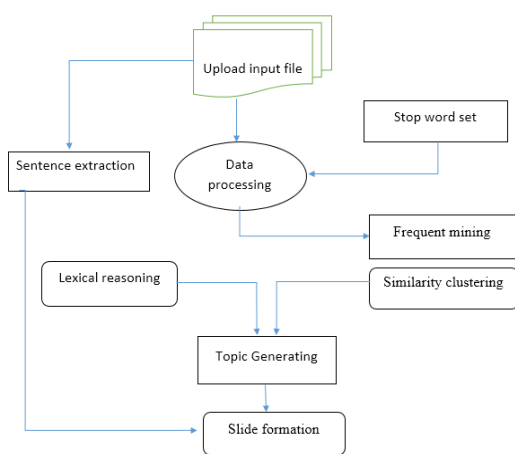 Upload input file
Stop word set
Sentence extraction
Data
processing
Frequent mining
Lexical reasoning
Similarity clustering
Topic Generating
Slide formation